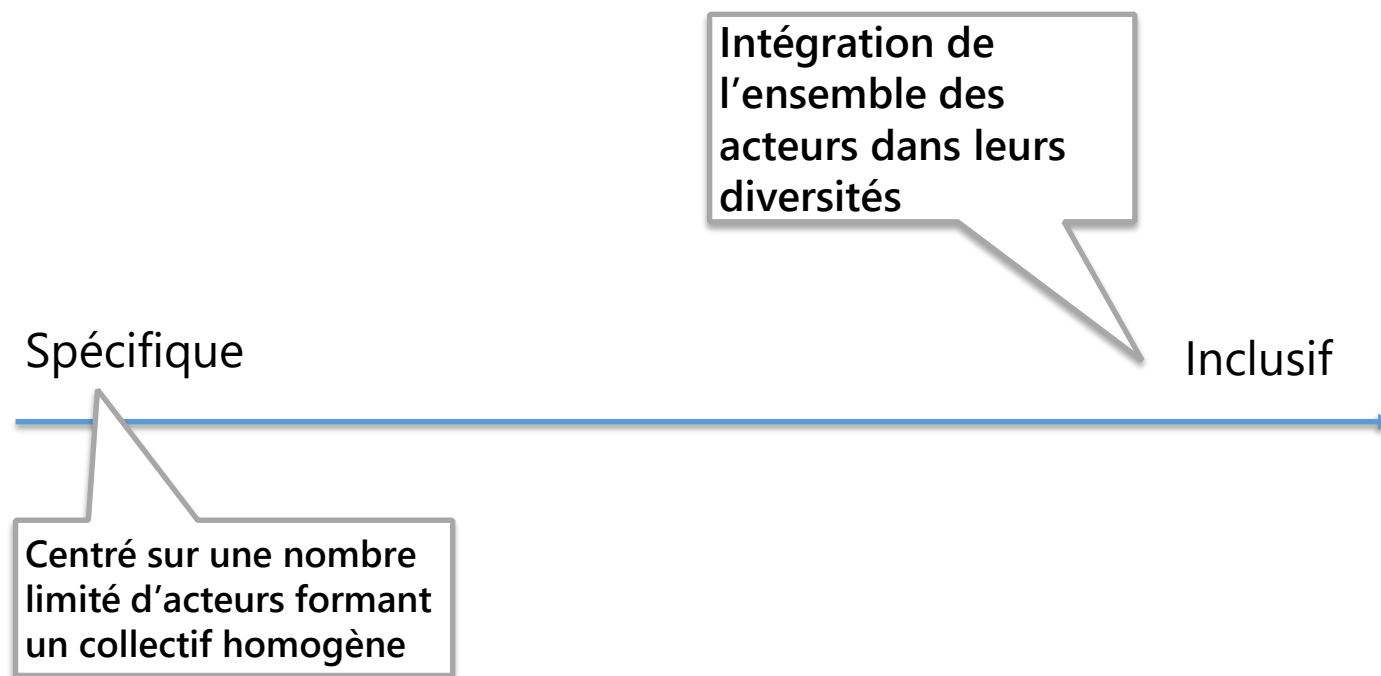 Intégration de
l’ensemble des
acteurs dans leurs
diversités
Spécifique
Inclusif
Centré sur une nombre
limité d’acteurs formant
un collectif homogène